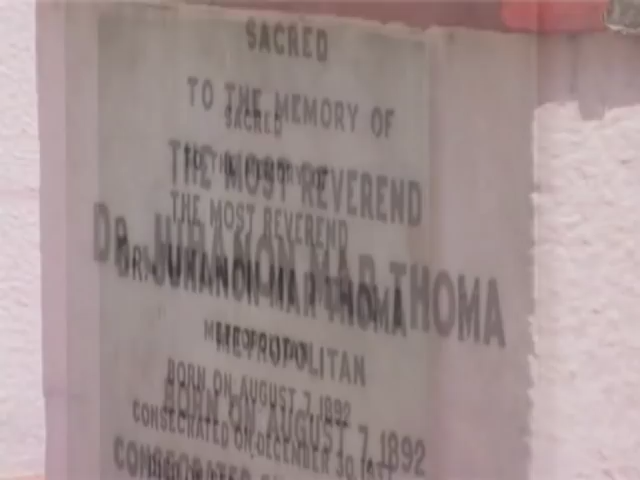 SACRED
TO THE MEMORY OF
THE MOST REVEREND
DR. JUHANON MAR THOMA
METROPOLITAN
BORN ON AUGUST 7, 1892
CONSECRATED ON DECEMBER 30,